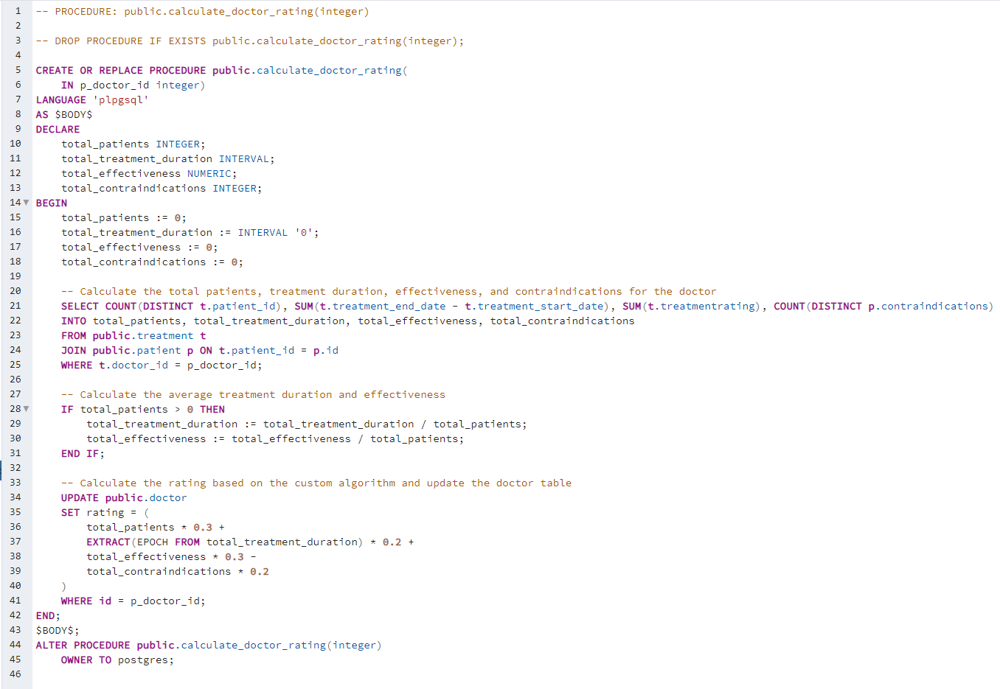 1 -- PROCEDURE: public.calculate_doctor_rating(integer)
2
3 -- DROP PROCEDURE IF EXISTS public.calculate_doctor_rating(integer);
4
5 CREATE OR REPLACE PROCEDURE public.calculate_doctor_rating(
6     IN p_doctor_id integer)
7 LANGUAGE 'plpgsql'
8 AS $BODY$
9 DECLARE
10     total_patients INTEGER;
11     total_treatment_duration INTERVAL;
12     total_effectiveness NUMERIC;
13     total_contraindications INTEGER;
14 BEGIN
15     total_patients := 0;
16     total_treatment_duration := INTERVAL '0';
17     total_effectiveness := 0;
18     total_contraindications := 0;
19
20     -- Calculate the total patients, treatment duration, effectiveness, and contraindications for the doctor
21     SELECT COUNT(DISTINCT t.patient_id), SUM(t.treatment_end_date - t.treatment_start_date), SUM(t.treatmentrating), COUNT(DISTINCT p.contraindications)
22     INTO total_patients, total_treatment_duration, total_effectiveness, total_contraindications
23     FROM public.treatment t
24     JOIN public.patient p ON t.patient_id = p.id
25     WHERE t.doctor_id = p_doctor_id;
26
27     -- Calculate the average treatment duration and effectiveness
28     IF total_patients > 0 THEN
29         total_treatment_duration := total_treatment_duration / total_patients;
30         total_effectiveness := total_effectiveness / total_patients;
31     END IF;
32
33     -- Calculate the rating based on the custom algorithm and update the doctor table
34     UPDATE public.doctor
35     SET rating = (
36         total_patients * 0.3 +
37         EXTRACT(EPOCH FROM total_treatment_duration) * 0.2 +
38         total_effectiveness * 0.3 -
39         total_contraindications * 0.2
40     )
41     WHERE id = p_doctor_id;
42 END;
43 $BODY$;
44 ALTER PROCEDURE public.calculate_doctor_rating(integer)
45     OWNER TO postgres;
46